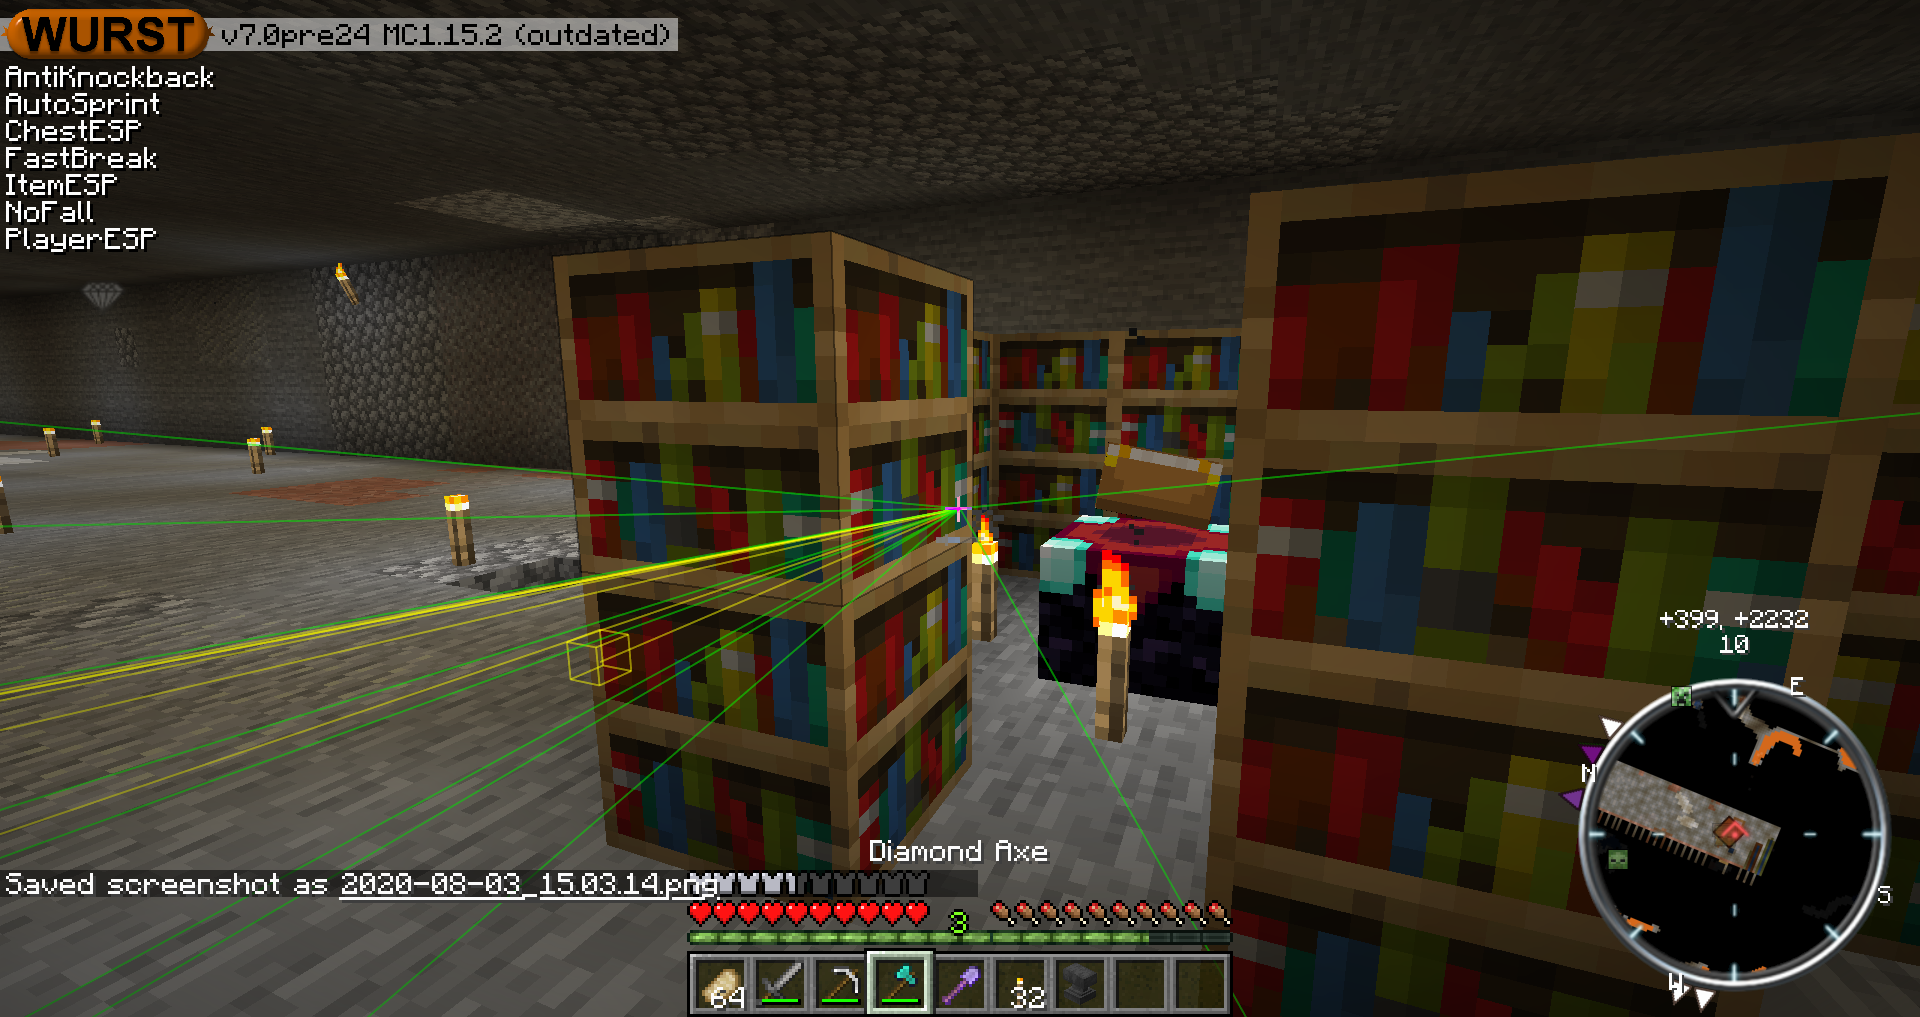 WURST v7.0pre24 MC1.15.2 (outdated)
AntiKnockback
AutoSprint
ChestESP
FastBreak
ItemESP
NoFall
PlayerESP
+399, +2232
10
E
N
S
W
Diamond Axe
Saved screenshot as 2020-08-03_15.03.14.png
3
64
32